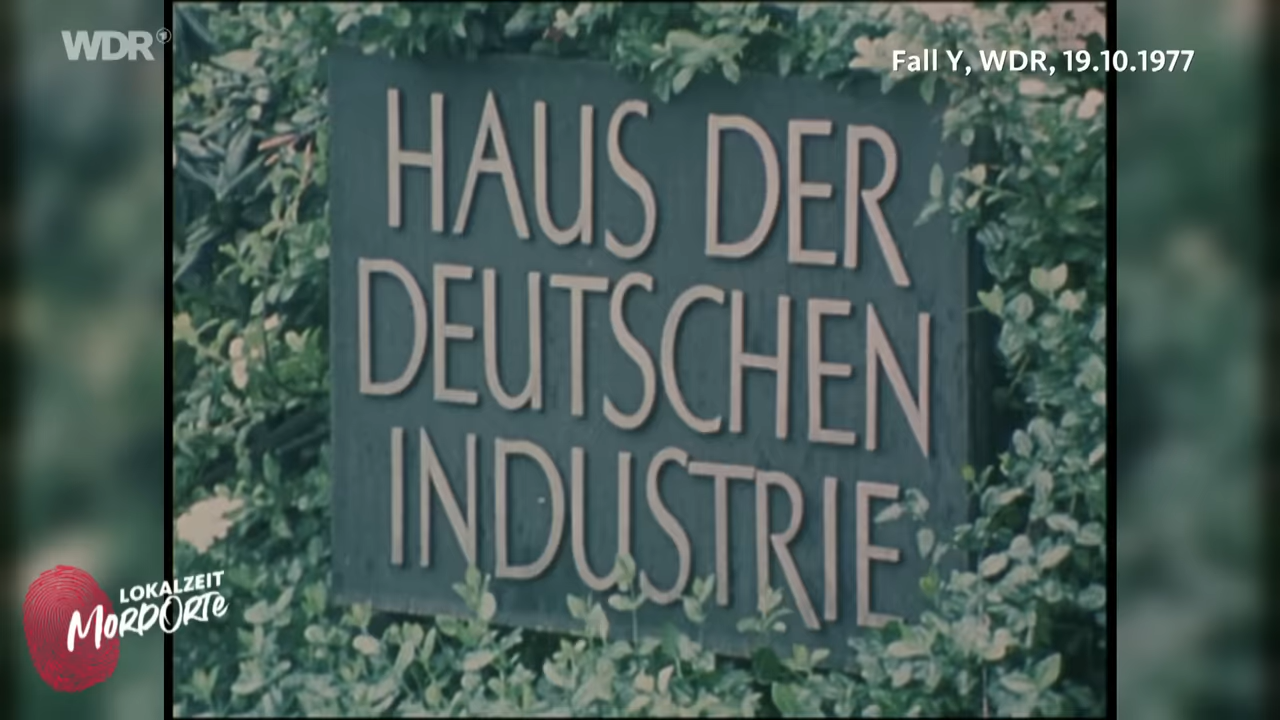 WDR
Fall Y, WDR, 19.10.1977
HAUS DER
DEUTSCHEN
INDUSTRIE
LOKALZEIT
MORDORTE